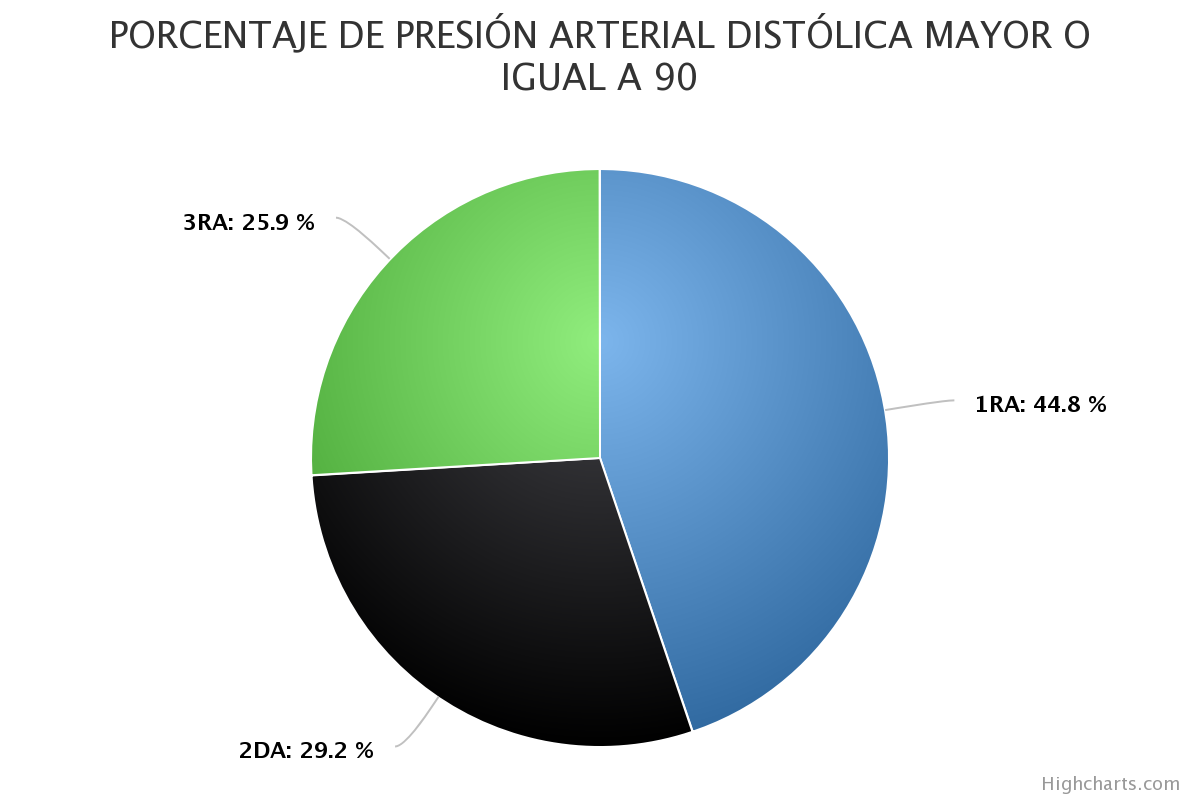 PORCENTAJE DE PRESIÓN ARTERIAL DISTÓLICA MAYOR O
IGUAL A 90
3RA: 25.9 %
1RA: 44.8 %
2DA: 29.2 %
Highcharts.com